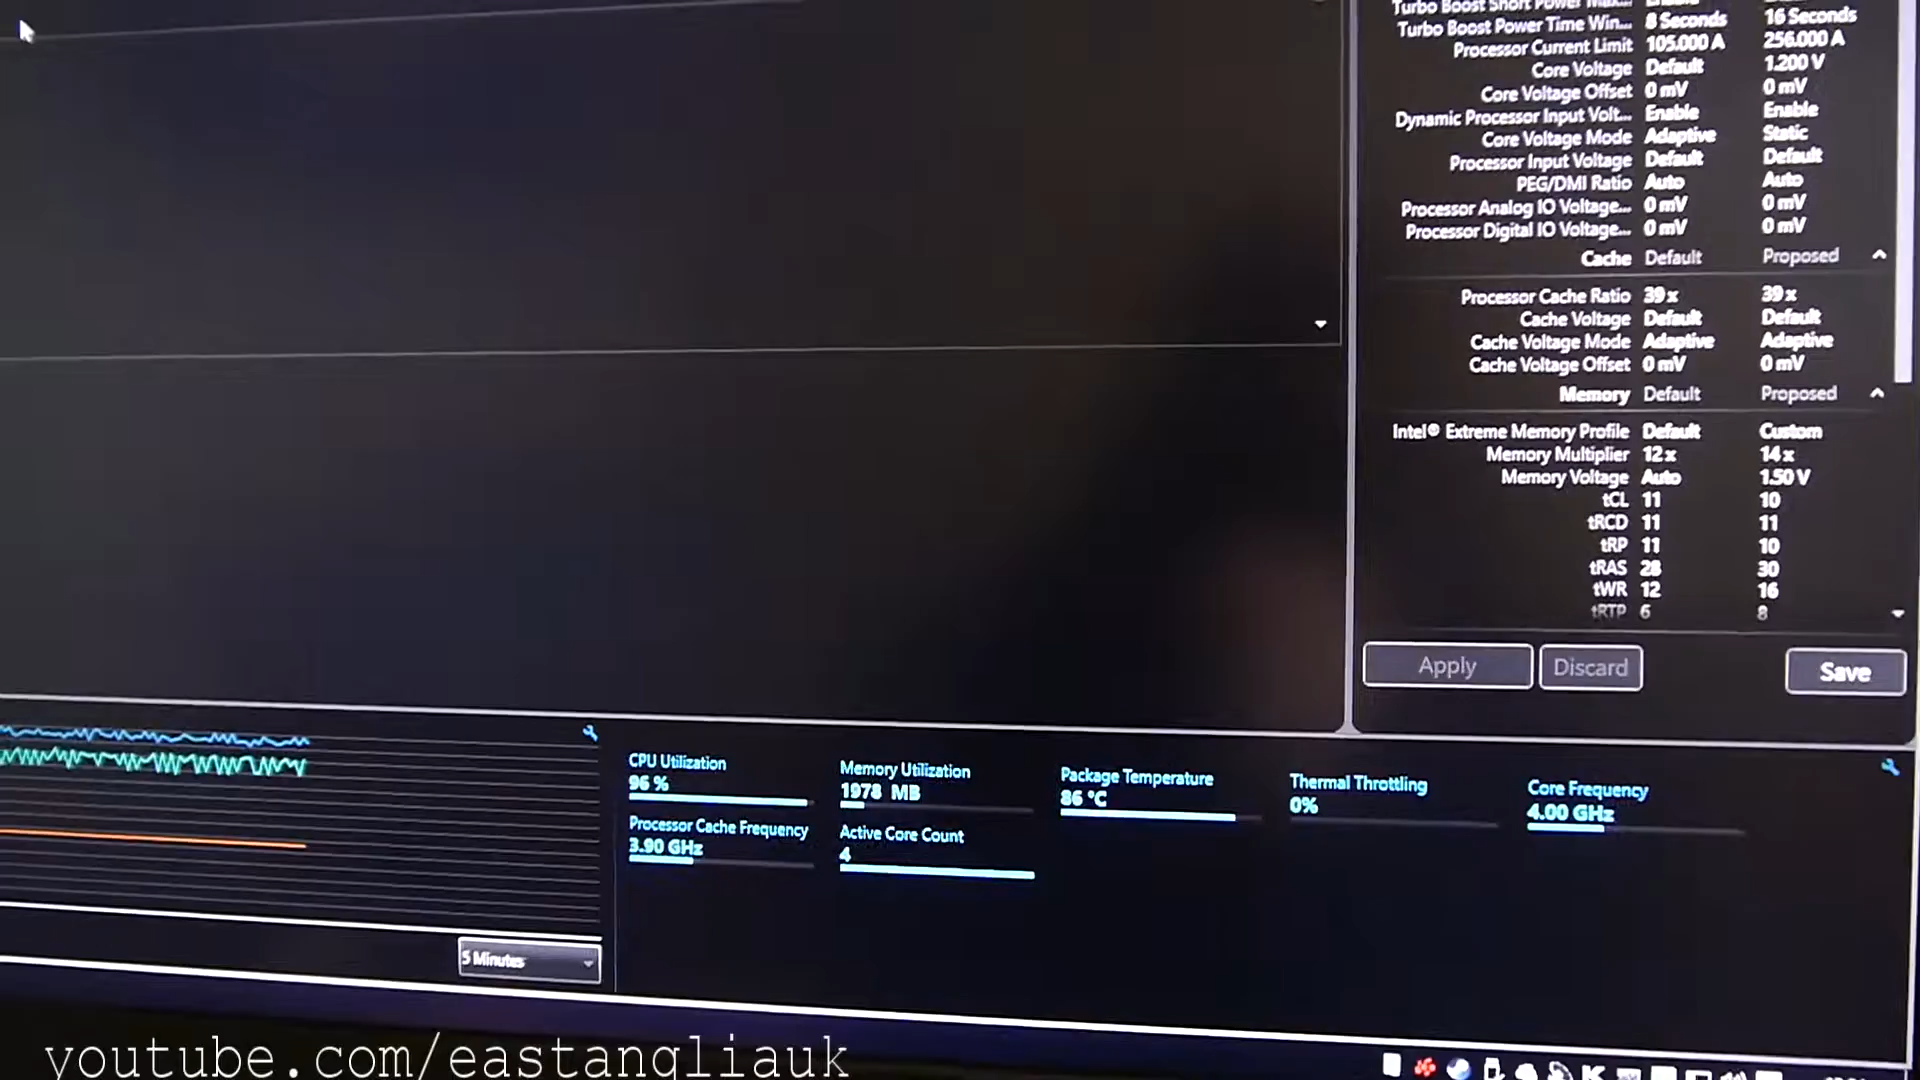 Turbo Boost Short Power Max...
Turbo Boost Power Time Win... 8 Seconds 16 Seconds
Processor Current Limit 105.000 A 256.000 A
Core Voltage Default 1.200 V
Core Voltage Offset 0 mV 0 mV
Dynamic Processor Input Volt... Enable Enable
Core Voltage Mode Adaptive Static
Processor Input Voltage Default Default
PEG/DMI Ratio Auto Auto
Processor Analog IO Voltage... 0 mV 0 mV
Processor Digital IO Voltage... 0 mV 0 mV
Cache Default Proposed
Processor Cache Ratio 39 x 39 x
Cache Voltage Default Default
Cache Voltage Mode Adaptive Adaptive
Cache Voltage Offset 0 mV 0 mV
Memory Default Proposed
Intel® Extreme Memory Profile Default Custom
Memory Multiplier 12 x 14 x
Memory Voltage Auto 1.50 V
tCL 11 10
tRCD 11 11
tRP 11 10
tRAS 28 30
tWR 12 16
tRTP 6 8
Apply Discard Save
CPU Utilization
96 %
Memory Utilization
1978 MB
Package Temperature
86 °C
Thermal Throttling
0%
Core Frequency
4.00 GHz
Processor Cache Frequency
3.90 GHz
Active Core Count
4
5 Minutes
youtube.com/eastangliauk